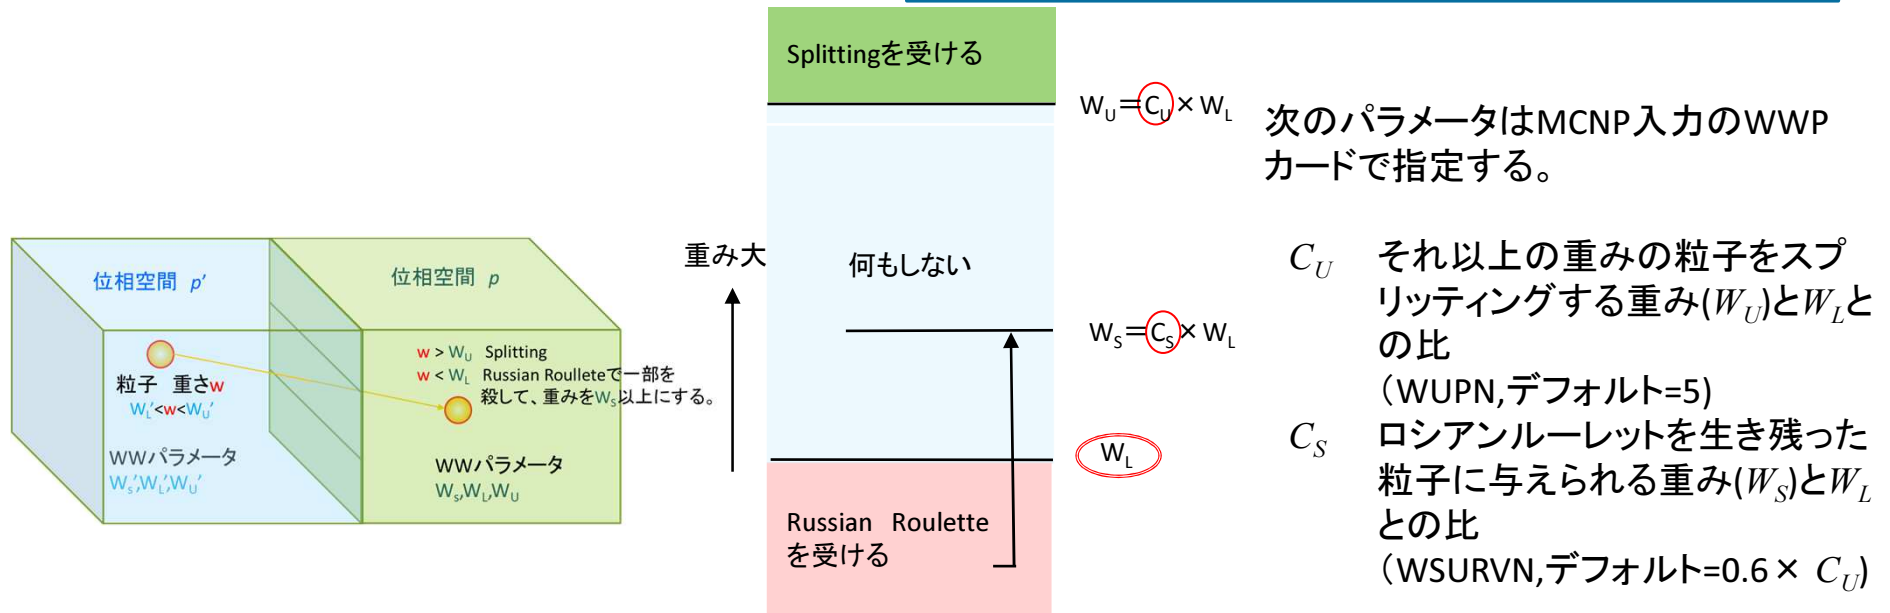 位相空間 p'
位相空間 p
粒子 重さw
W_L'<w<W_U'
WWパラメータ
W_s',W_L',W_U'
w > W_U Splitting
w < W_L Russian Roulleteで一部を
殺して、重みをW_s以上にする。
WWパラメータ
W_s,W_L,W_U
重み大
Splittingを受ける
何もしない
Russian Roulette
を受ける
W_U=C_U×W_L
W_S=C_S×W_L
W_L
次のパラメータはMCNP入力のWWP
カードで指定する。
C_U それ以上の重みの粒子をスプ
リッティングする重み(W_U)とW_Lと
の比
(WUPN,デフォルト=5)
C_S ロシアンルーレットを生き残った
粒子に与えられる重み(W_S)とW_L
との比
(WSURVN,デフォルト=0.6× C_U)